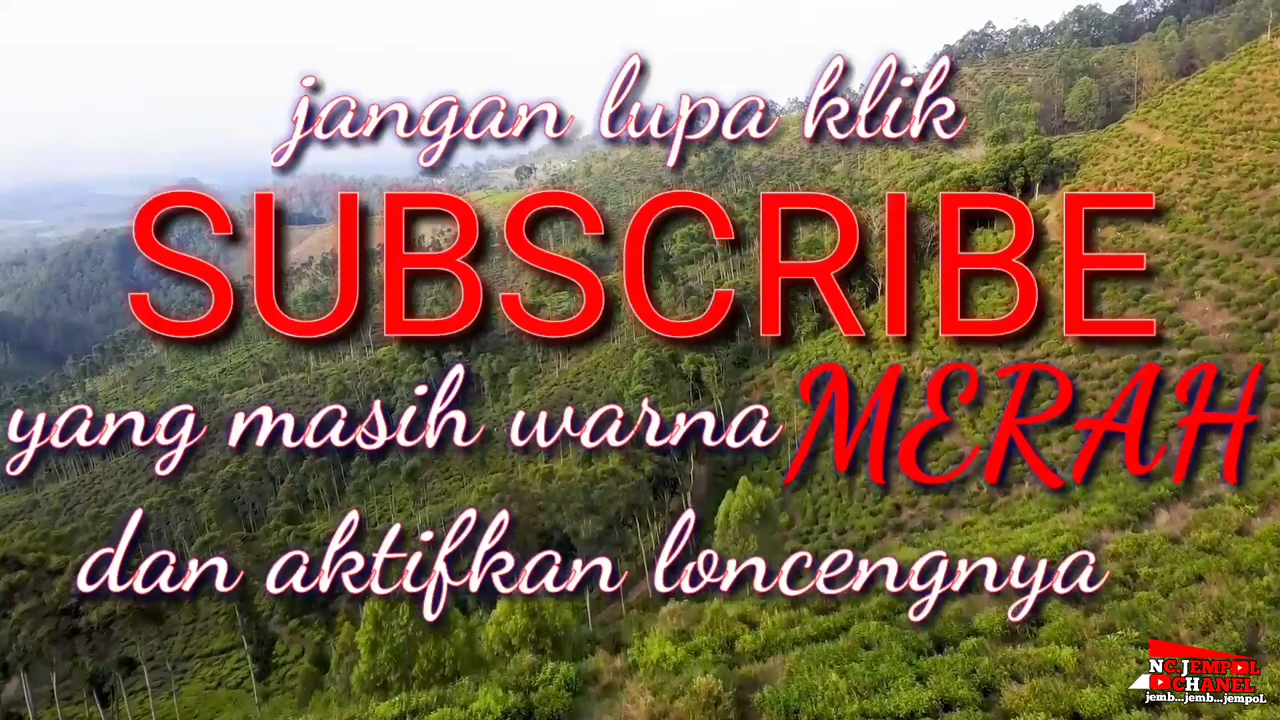 jangan lupa klik
SUBSCRIBE
yang masih warna MERAH
dan aktifkan loncengnya
NC.JEMPOL
CHANEL
jemb...jemb...jempoL